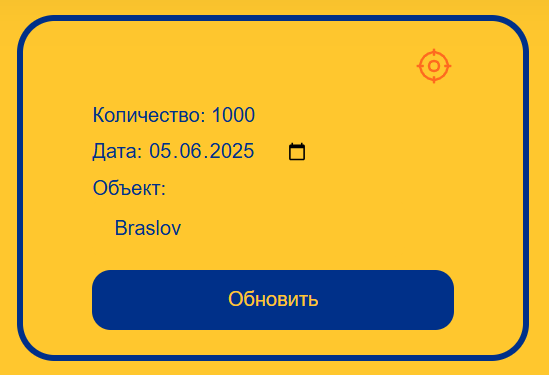 Количество: 1000
Дата: 05.06.2025
Объект:
Braslov
Обновить